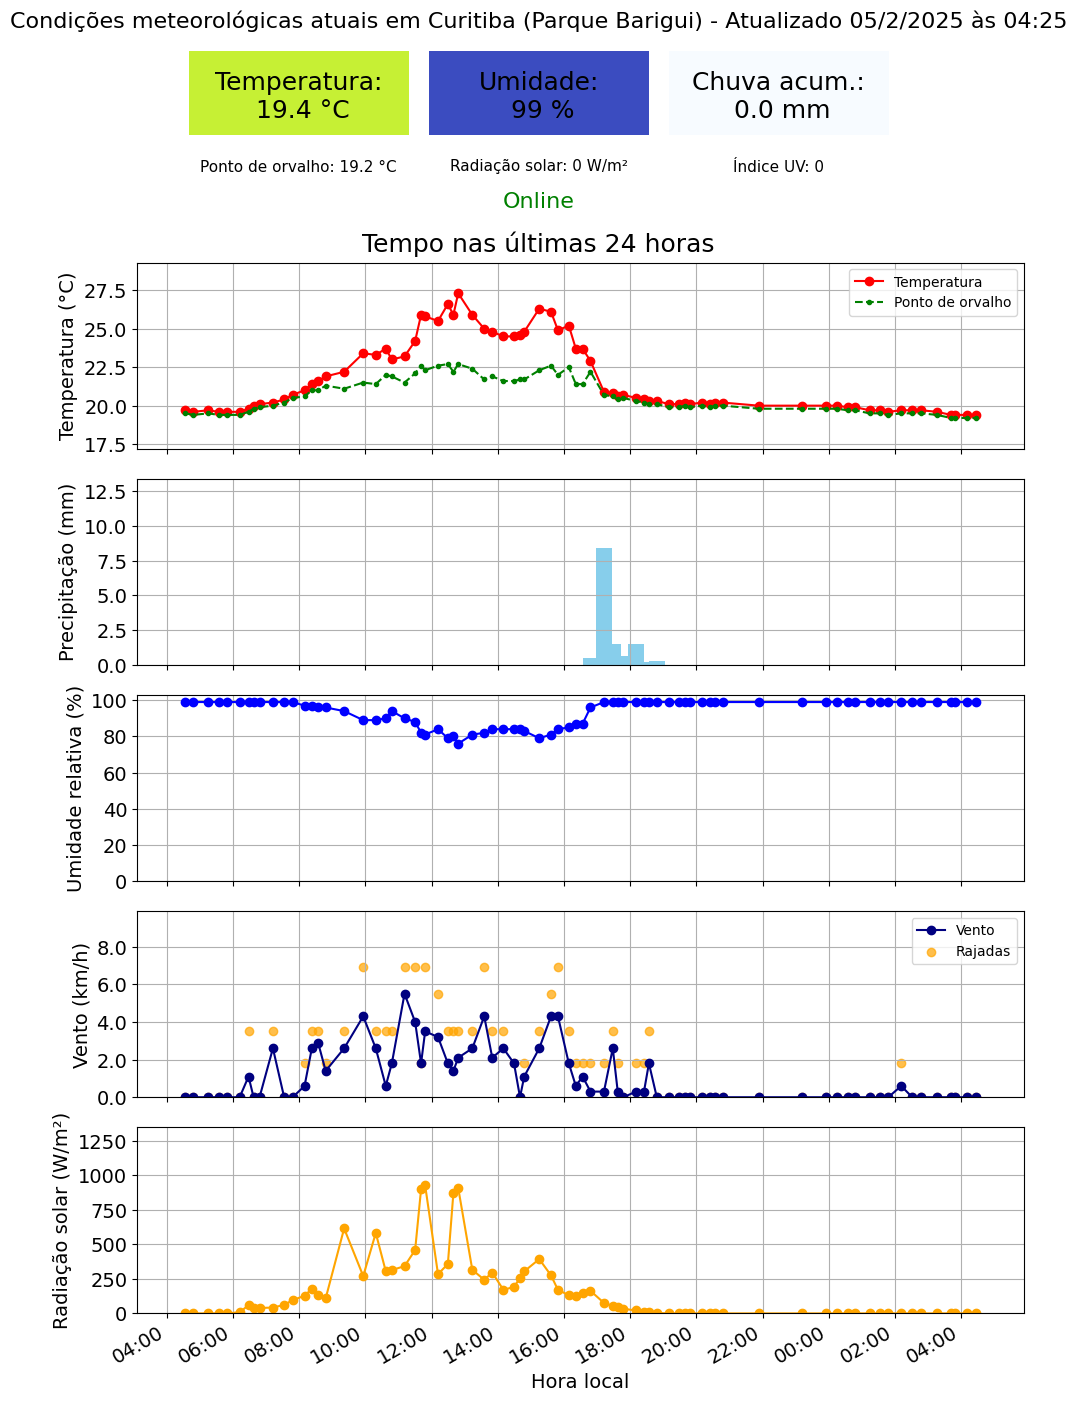 Condições meteorológicas atuais em Curitiba (Parque Barigui) - Atualizado 05/2/2025 às 04:25
Temperatura:
19.4 °C
Umidade:
99 %
Chuva acum.:
0.0 mm
Ponto de orvalho: 19.2 °C
Radiação solar: 0 W/m²
Índice UV: 0
Online
Tempo nas últimas 24 horas
Temperatura (°C)
27.5
25.0
22.5
20.0
17.5
Temperatura
Ponto de orvalho
Precipitação (mm)
12.5
10.0
7.5
5.0
2.5
0.0
Umidade relativa (%)
100
80
60
40
20
0
Vento (km/h)
8.0
6.0
4.0
2.0
0.0
Vento
Rajadas
Radiação solar (W/m²)
1250
1000
750
500
250
0
04:00
06:00
08:00
10:00
12:00
14:00
16:00
18:00
20:00
22:00
00:00
02:00
04:00
Hora local